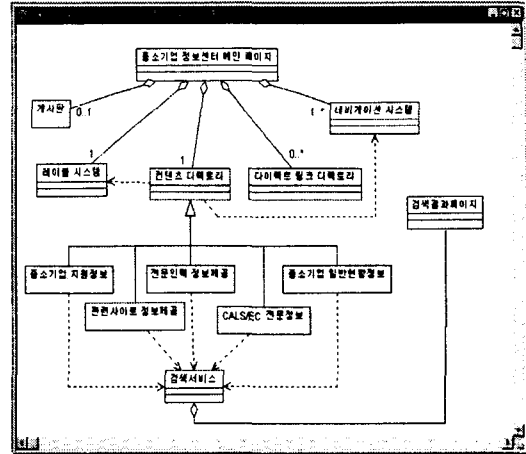 중소기업 정보센터 메인 페이지
게시판
0..1
1
1
0..*
1..*
네비게이션 시스템
레이블 시스템
컨텐츠 디렉토리
다이렉트 링크 디렉토리
검색결과페이지
중소기업 지원정보
전문인력 정보제공
중소기업 일반현황정보
관련사이트 정보제공
CALS/EC 전문정보
검색서비스